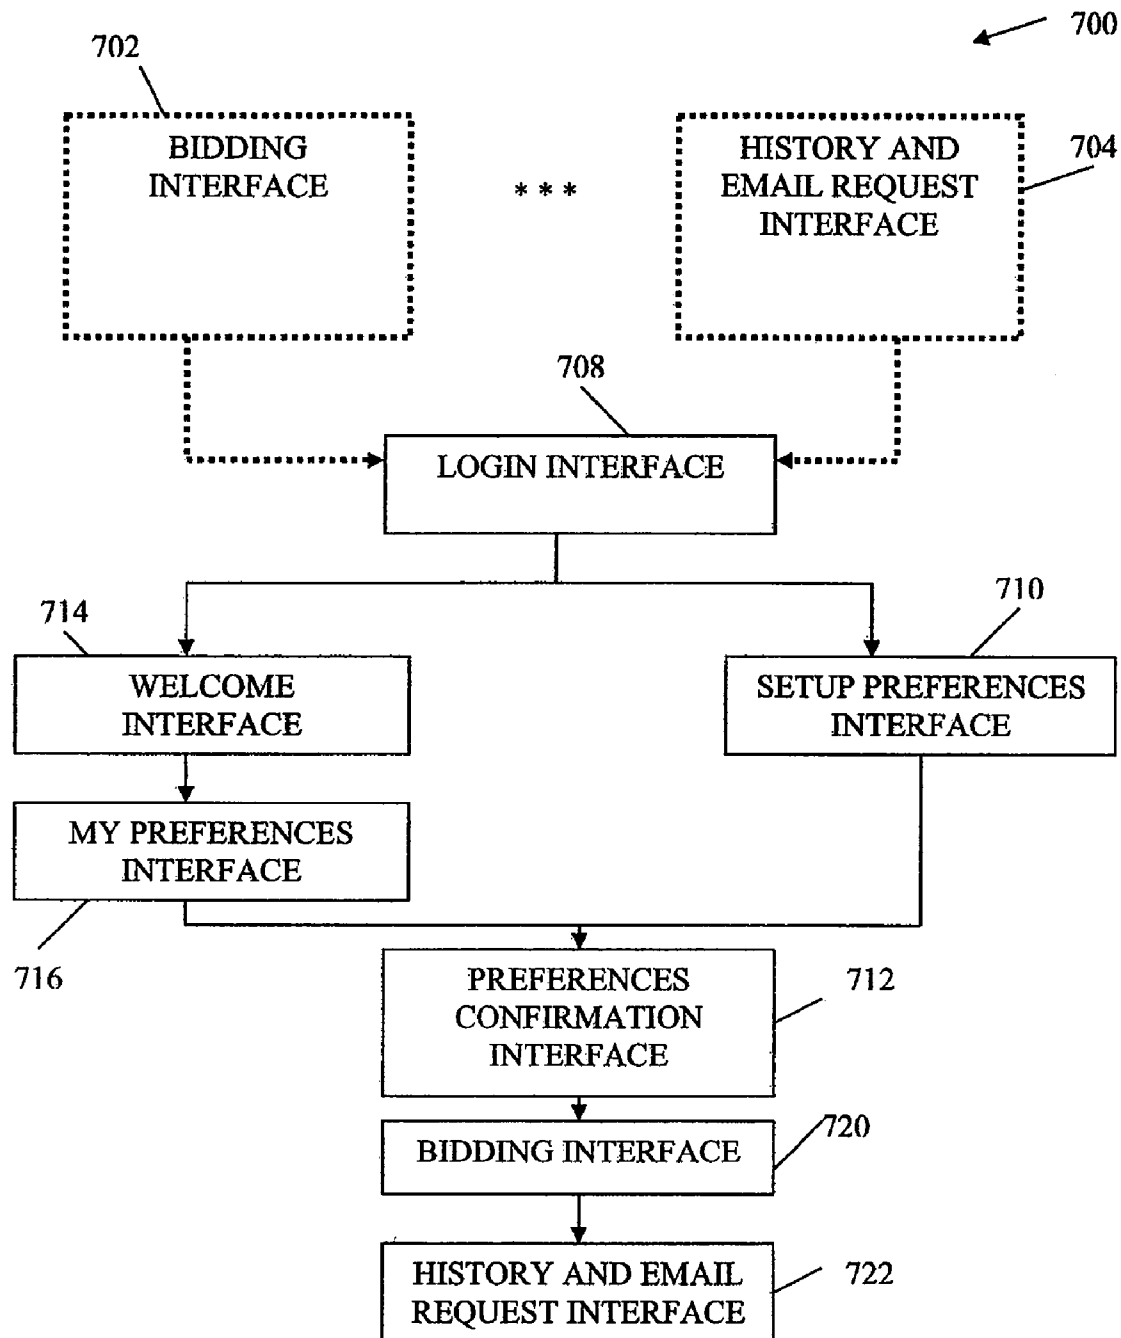 700
702
BIDDING
INTERFACE
* * *
HISTORY AND
EMAIL REQUEST
INTERFACE
704
708
LOGIN INTERFACE
714
710
WELCOME
INTERFACE
SETUP PREFERENCES
INTERFACE
MY PREFERENCES
INTERFACE
716
PREFERENCES
CONFIRMATION
INTERFACE
712
BIDDING INTERFACE
720
HISTORY AND EMAIL
REQUEST INTERFACE
722